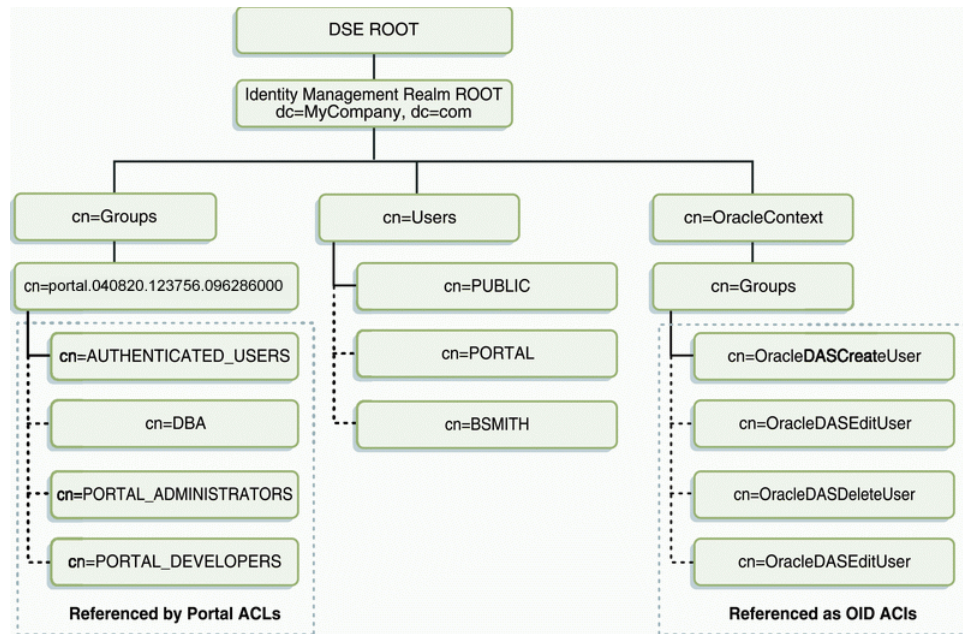 DSE ROOT
Identity Management Realm ROOT
dc=MyCompany, dc=com
cn=Groups
cn=Users
cn=OracleContext
cn=portal.040820.123756.096286000
cn=PUBLIC
cn=Groups
cn=AUTHENTICATED_USERS
cn=PORTAL
cn=OracleDASCreateUser
cn=DBA
cn=BSMITH
cn=OracleDASEditUser
cn=PORTAL_ADMINISTRATORS
cn=OracleDASDeleteUser
cn=PORTAL_DEVELOPERS
cn=OracleDASEditUser
Referenced by Portal ACLs
Referenced as OID ACIs